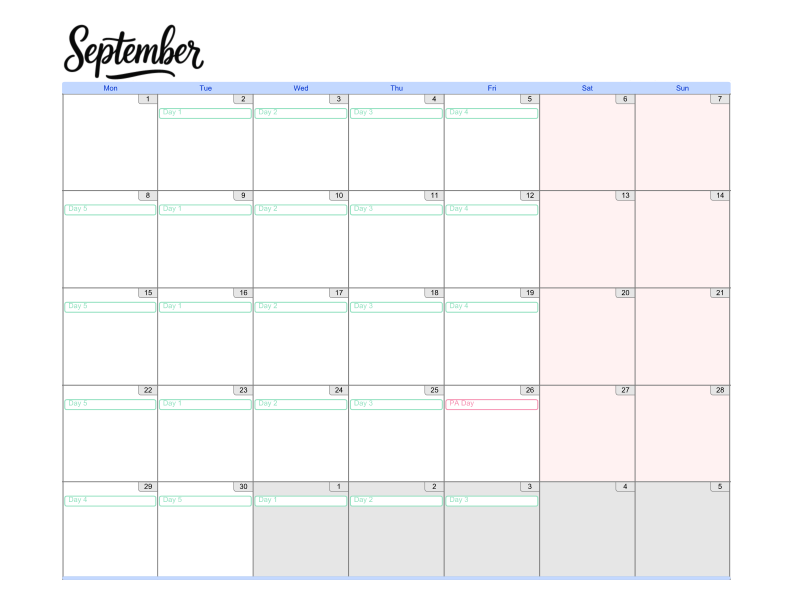 September
Mon Tue Wed Thu Fri Sat Sun
1 2 3 4 5 6 7
Day 1 Day 2 Day 3 Day 4
8 9 10 11 12 13 14
Day 5 Day 1 Day 2 Day 3 Day 4
15 16 17 18 19 20 21
Day 5 Day 1 Day 2 Day 3 Day 4
22 23 24 25 26 27 28
Day 5 Day 1 Day 2 Day 3 PA Day
29 30 1 2 3 4 5
Day 4 Day 5 Day 1 Day 2 Day 3